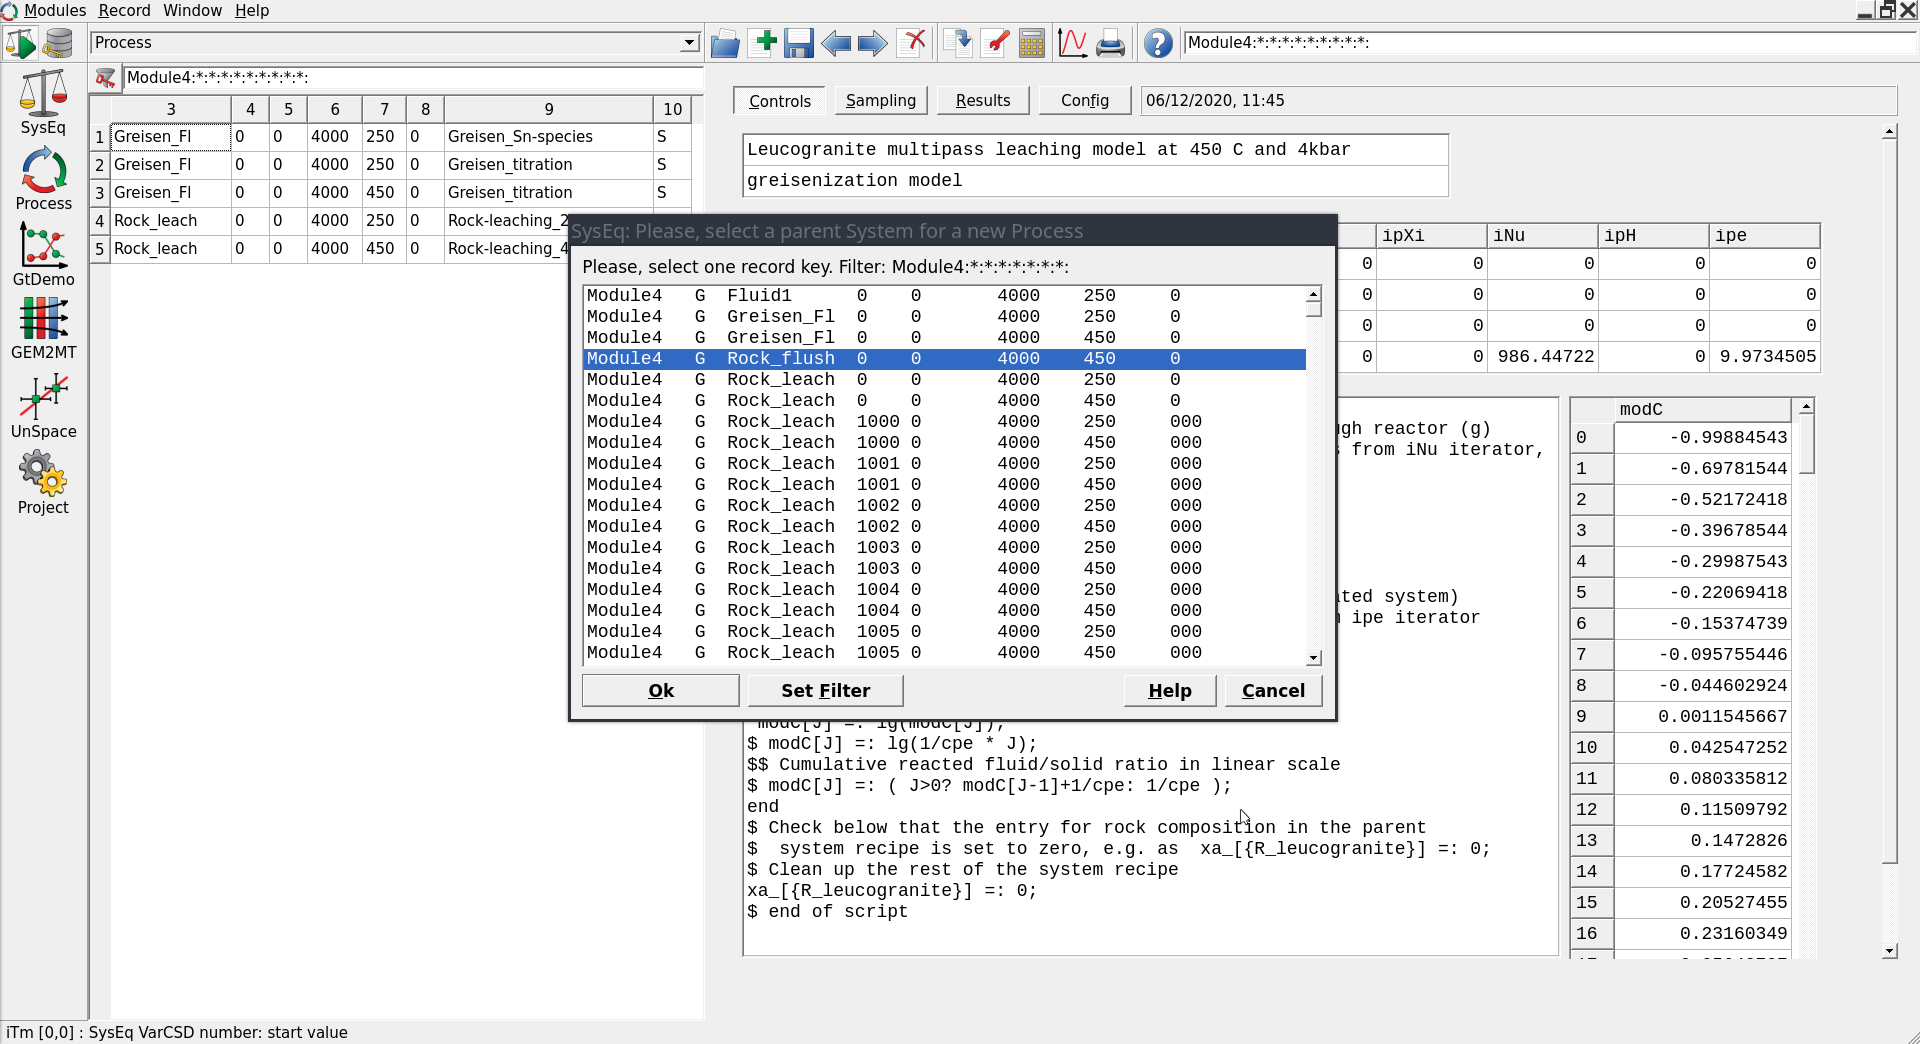 Modules Record Window Help
Process
Module4:*:*:*:*:*:*:*:*:*:
Module4:*:*:*:*:*:*:*:*:*:
SysEq
Process
GtDemo
GEM2MT
UnSpace
Project
3 4 5 6 7 8 9 10
1 Greisen_Fl 0 0 4000 250 0 Greisen_Sn-species S
2 Greisen_Fl 0 0 4000 250 0 Greisen_titration S
3 Greisen_Fl 0 0 4000 450 0 Greisen_titration S
4 Rock_leach 0 0 4000 250 0 Rock-leaching_2
5 Rock_leach 0 0 4000 450 0 Rock-leaching_4
Controls Sampling Results Config 06/12/2020, 11:45
Leucogranite multipass leaching model at 450 C and 4kbar
greisenization model
ipXi iNu ipH ipe
0 0 0 0 0
0 0 0 0 0
0 0 0 0 0
0 0 986.44722 0 9.9734505
SysEq: Please, select a parent System for a new Process
Please, select one record key. Filter: Module4:*:*:*:*:*:*:*:
Module4 G Fluid1 0 0 4000 250 0
Module4 G Greisen_Fl 0 0 4000 250 0
Module4 G Greisen_Fl 0 0 4000 450 0
Module4 G Rock_flush 0 0 4000 450 0
Module4 G Rock_leach 0 0 4000 250 0
Module4 G Rock_leach 0 0 4000 450 0
Module4 G Rock_leach 1000 0 4000 250 000
Module4 G Rock_leach 1000 0 4000 450 000
Module4 G Rock_leach 1001 0 4000 250 000
Module4 G Rock_leach 1001 0 4000 450 000
Module4 G Rock_leach 1002 0 4000 250 000
Module4 G Rock_leach 1002 0 4000 450 000
Module4 G Rock_leach 1003 0 4000 250 000
Module4 G Rock_leach 1003 0 4000 450 000
Module4 G Rock_leach 1004 0 4000 250 000
Module4 G Rock_leach 1004 0 4000 450 000
Module4 G Rock_leach 1005 0 4000 250 000
Module4 G Rock_leach 1005 0 4000 450 000
Ok Set Filter Help Cancel
reactor (g)
from iNu iterator,
system)
ipe iterator
modC[J] =: lg(modC[J]);
$ modC[J] =: lg(1/cpe * J);
$$ Cumulative reacted fluid/solid ratio in linear scale
$ modC[J] =: ( J>0? modC[J-1]+1/cpe: 1/cpe );
end
$ Check below that the entry for rock composition in the parent
$ system recipe is set to zero, e.g. as xa_[{R_leucogranite}] =: 0;
$ Clean up the rest of the system recipe
xa_[{R_leucogranite}] =: 0;
$ end of script
modC
0 -0.99884543
1 -0.69781544
2 -0.52172418
3 -0.39678544
4 -0.29987543
5 -0.22069418
6 -0.15374739
7 -0.095755446
8 -0.044602924
9 0.0011545667
10 0.042547252
11 0.080335812
12 0.11509792
13 0.1472826
14 0.17724582
15 0.20527455
16 0.23160349
iTm [0,0] : SysEq VarCSD number: start value